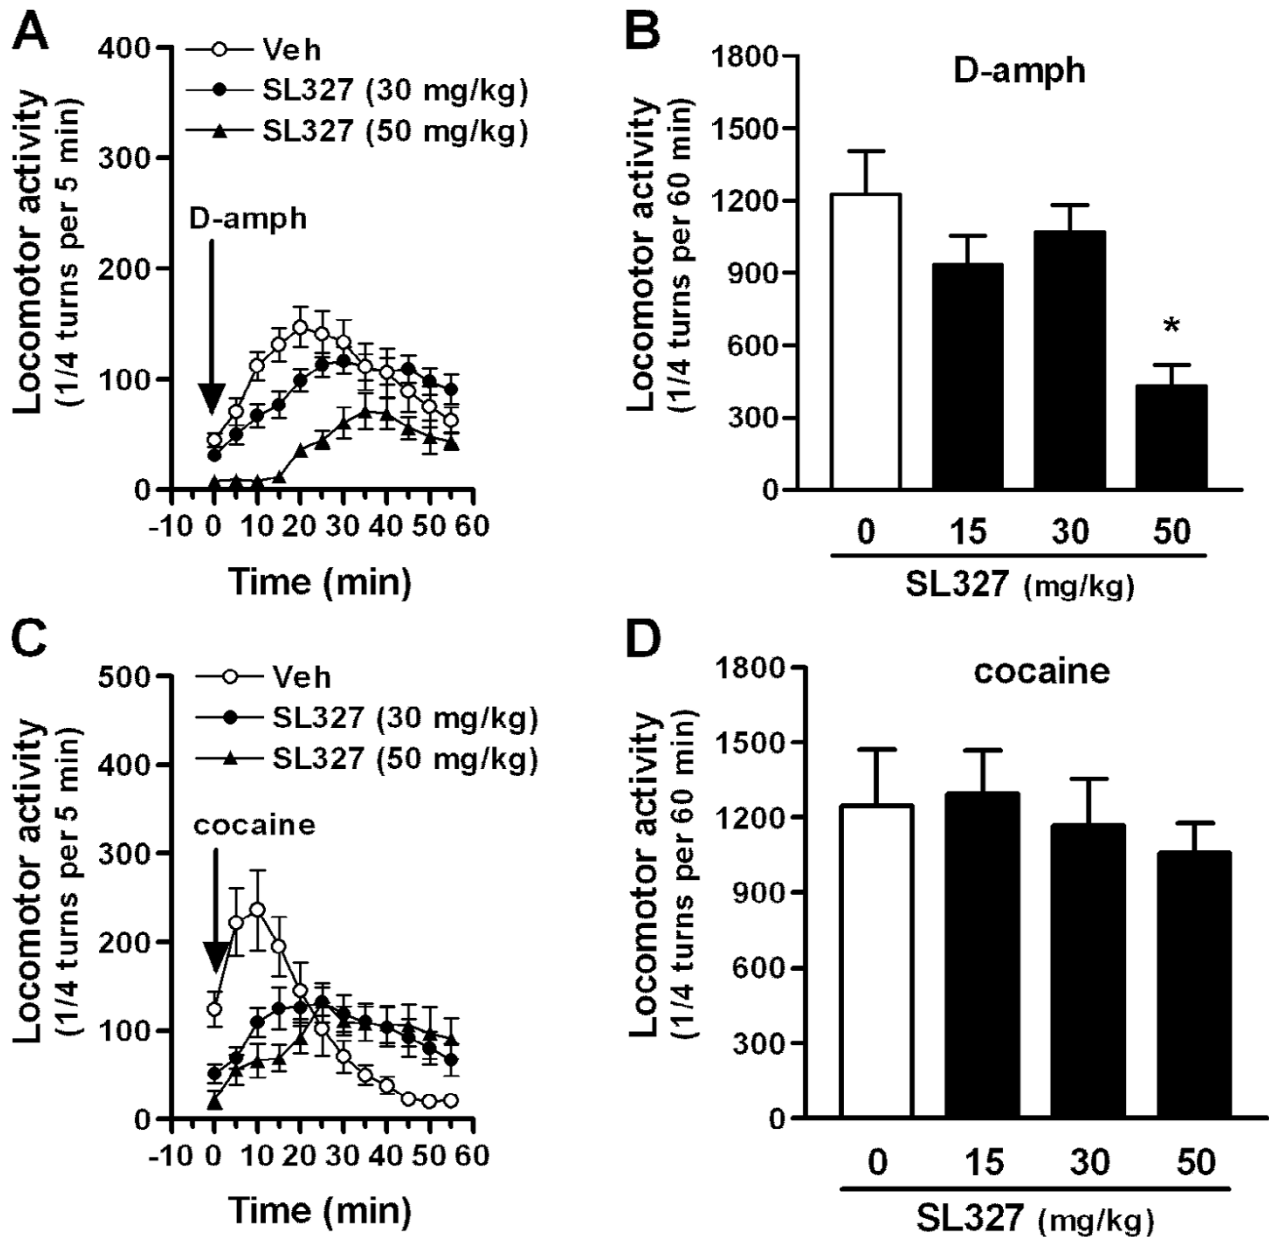 A
Locomotor activity
(1/4 turns per 5 min)
400
300
200
100
0
Veh
SL327 (30 mg/kg)
SL327 (50 mg/kg)
D-amph
-10 0 10 20 30 40 50 60
Time (min)
B
Locomotor activity
(1/4 turns per 60 min)
1800
1500
1200
900
600
300
0
D-amph
*
0 15 30 50
SL327 (mg/kg)
C
Locomotor activity
(1/4 turns per 5 min)
500
400
300
200
100
0
Veh
SL327 (30 mg/kg)
SL327 (50 mg/kg)
cocaine
-10 0 10 20 30 40 50 60
Time (min)
D
Locomotor activity
(1/4 turns per 60 min)
1800
1500
1200
900
600
300
0
cocaine
0 15 30 50
SL327 (mg/kg)